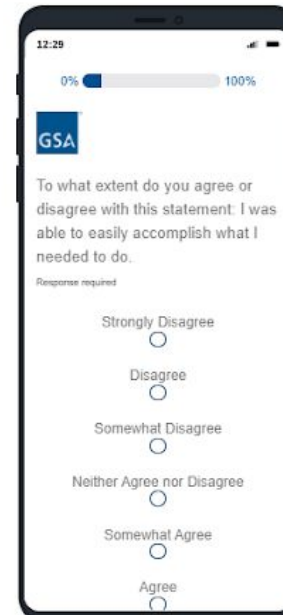 12:29
0% 100%
GSA
To what extent do you agree or
disagree with this statement: I was
able to easily accomplish what I
needed to do.
Response required
Strongly Disagree
Disagree
Somewhat Disagree
Neither Agree nor Disagree
Somewhat Agree
Agree